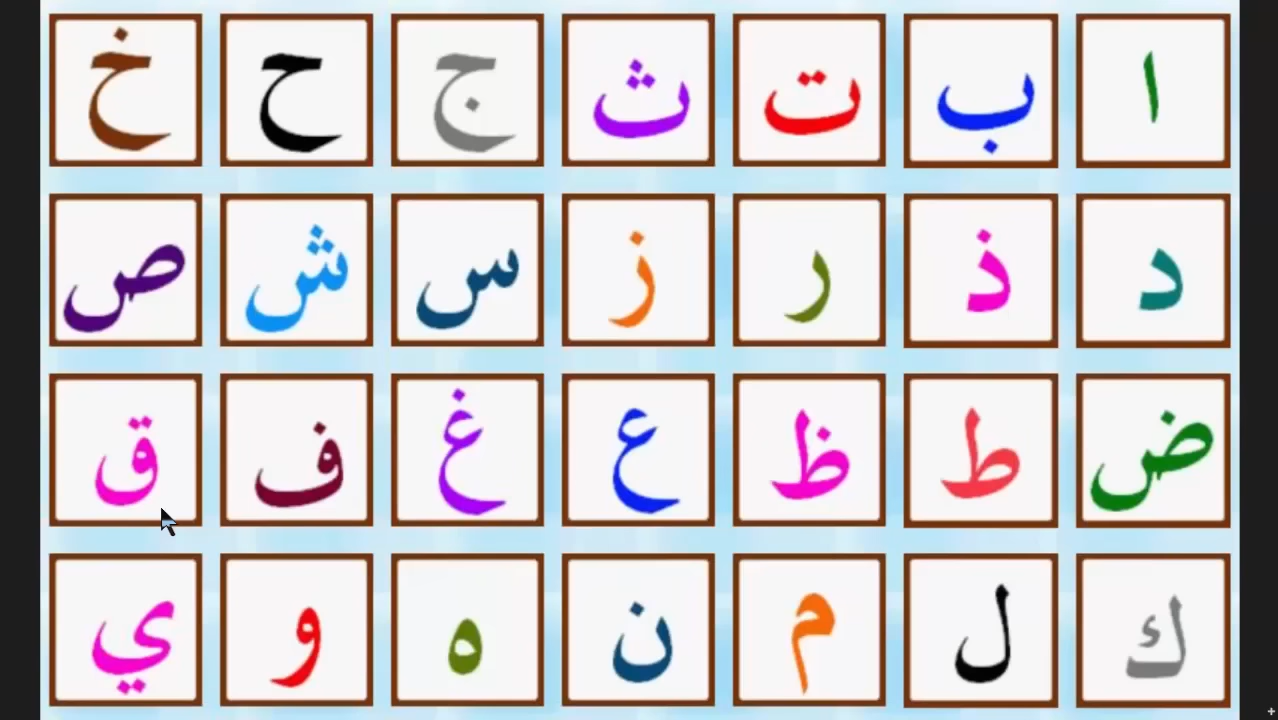 ا ب ت ث ج ح خ
د ذ ر ز س ش ص
ض ط ظ ع غ ف ق
ك ل م ن ه و ي